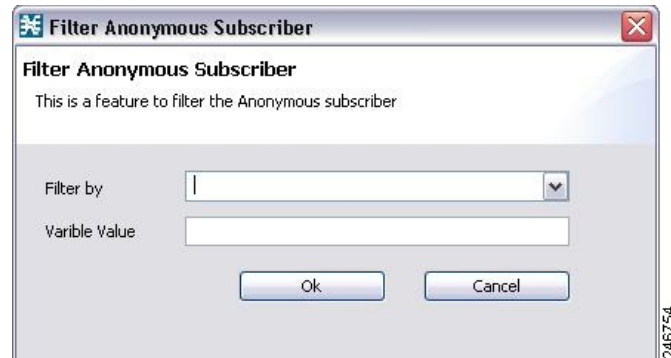 Filter Anonymous Subscriber
Filter Anonymous Subscriber
This is a feature to filter the Anonymous subscriber
Filter by
Varible Value
Ok
Cancel
246754